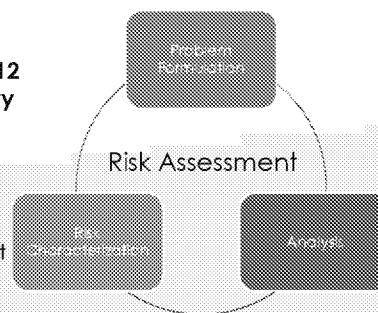 Problem
Formulation
12
y
Risk Assessment
Risk
Characterization
t
Analysis